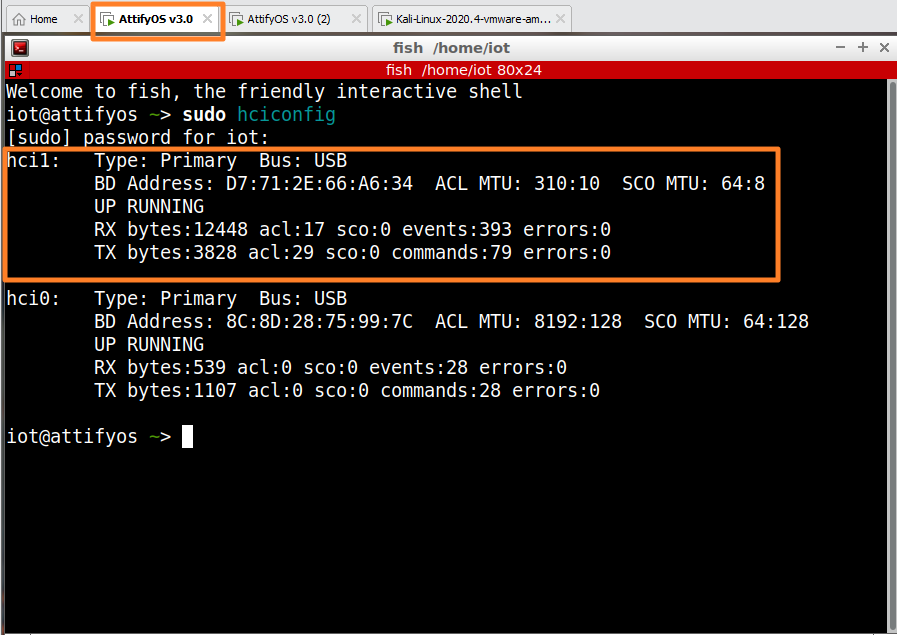 Home
AttifyOS v3.0
AttifyOS v3.0 (2)
Kali-Linux-2020.4-vmware-am...
fish /home/iot
fish /home/iot 80x24
Welcome to fish, the friendly interactive shell
iot@attifyos ~> sudo hciconfig
[sudo] password for iot:
hci1: Type: Primary Bus: USB
BD Address: D7:71:2E:66:A6:34 ACL MTU: 310:10 SCO MTU: 64:8
UP RUNNING
RX bytes:12448 acl:17 sco:0 events:393 errors:0
TX bytes:3828 acl:29 sco:0 commands:79 errors:0
hci0: Type: Primary Bus: USB
BD Address: 8C:8D:28:75:99:7C ACL MTU: 8192:128 SCO MTU: 64:128
UP RUNNING
RX bytes:539 acl:0 sco:0 events:28 errors:0
TX bytes:1107 acl:0 sco:0 commands:28 errors:0
iot@attifyos ~>